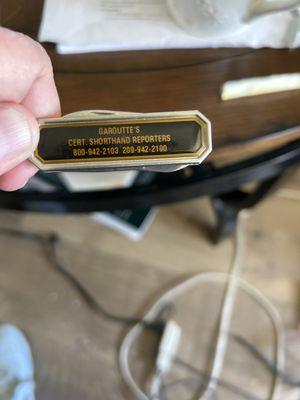 GAROUTTE'S
CERT. SHORTHAND REPORTERS
800-942-2103 209-942-2100